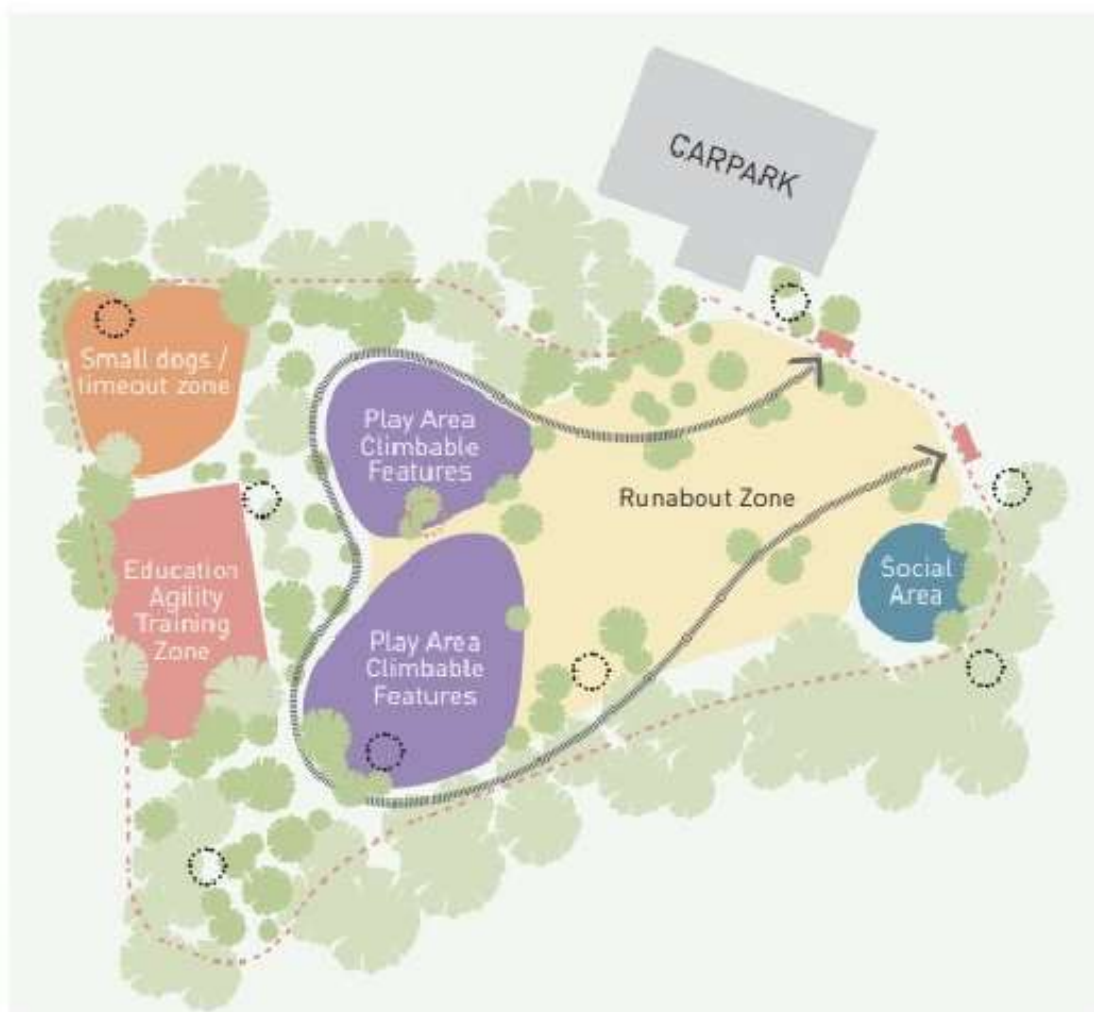 CARPARK
Small dogs /
timeout zone
Play Area
Climbable
Features
Runabout Zone
Education
Agility
Training
Zone
Social
Area
Play Area
Climbable
Features